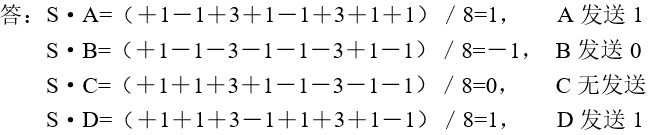 答：S·A=（＋1－1＋3＋1－1＋3＋1＋1）／8=1， A 发送 1
S·B=（＋1－1－3－1－1－3＋1－1）／8=－1， B 发送 0
S·C=（＋1＋1＋3＋1－1－3－1－1）／8=0， C 无发送
S·D=（＋1＋1＋3－1＋1＋3＋1－1）／8=1， D 发送 1